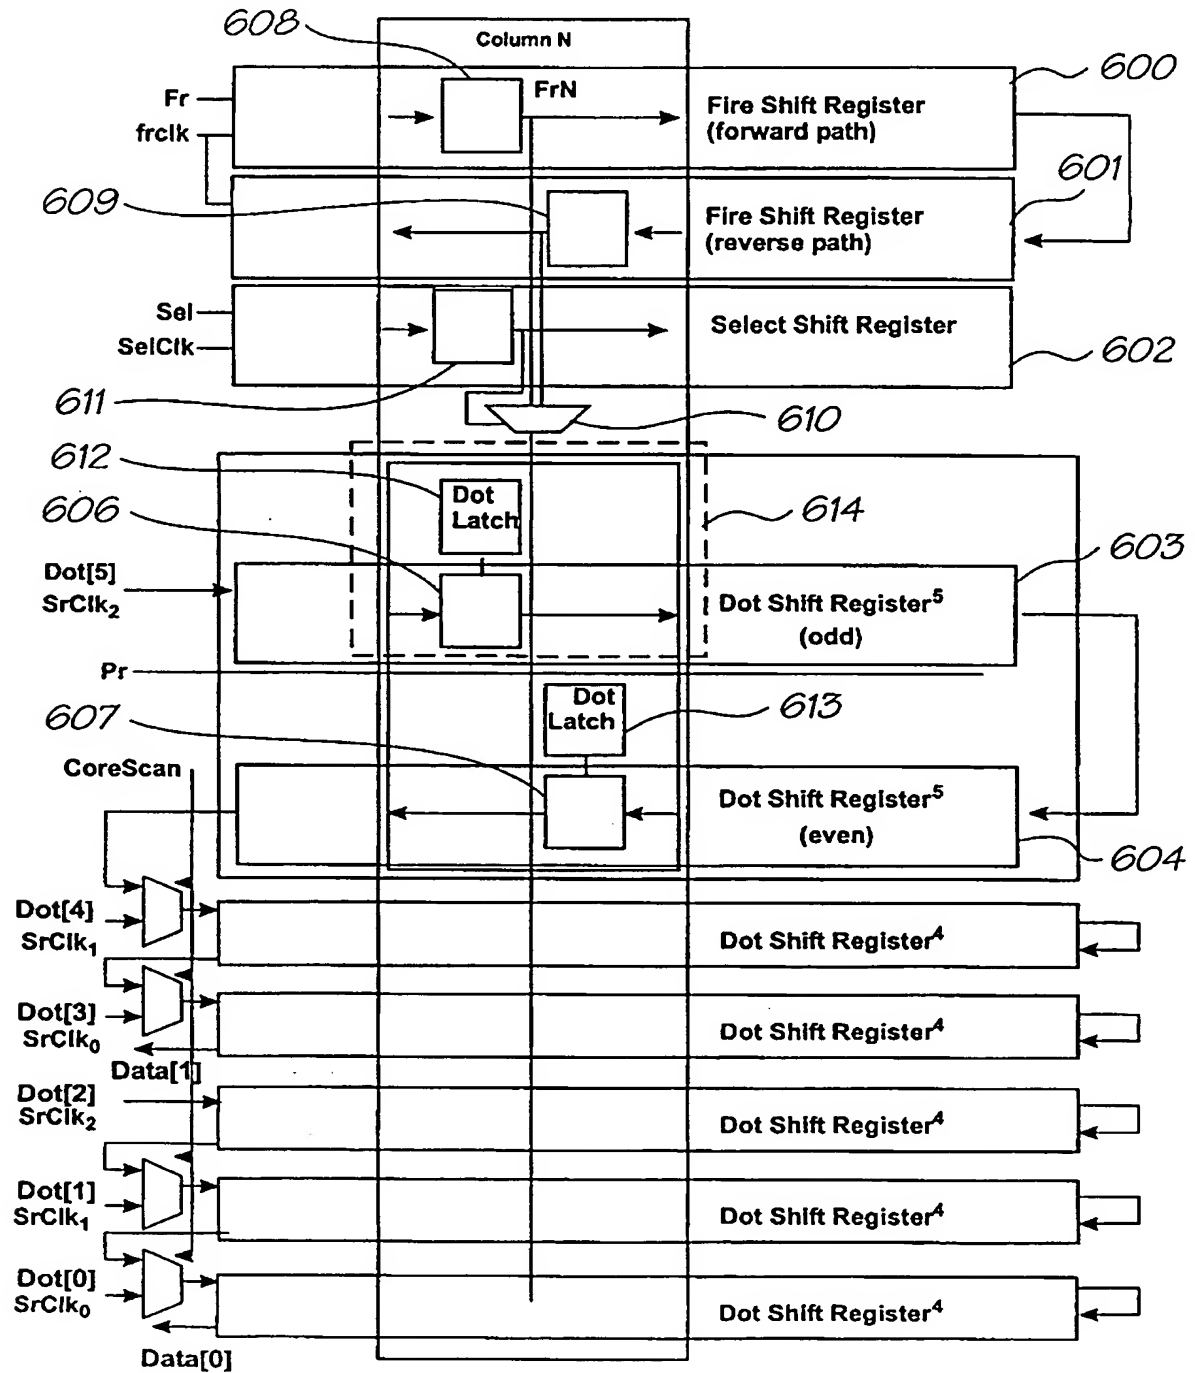 608
Column N
600
Fr
FrN
Fire Shift Register
(forward path)
frclk
601
609
Fire Shift Register
(reverse path)
Sel
Select Shift Register
SelClk
602
611
610
612
Dot
Latch
606
614
603
Dot[5]
SrClk2
Dot Shift Register5
(odd)
Pr
607
Dot
Latch
613
CoreScan
Dot Shift Register5
(even)
604
Dot[4]
SrClk1
Dot Shift Register4
Dot[3]
SrClk0
Dot Shift Register4
Data[1]
Dot[2]
SrClk2
Dot Shift Register4
Dot[1]
SrClk1
Dot Shift Register4
Dot[0]
SrClk0
Dot Shift Register4
Data[0]